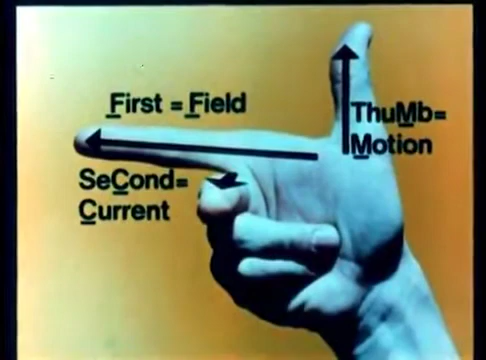 First = Field
ThuMb=
Motion
SeCond=
Current